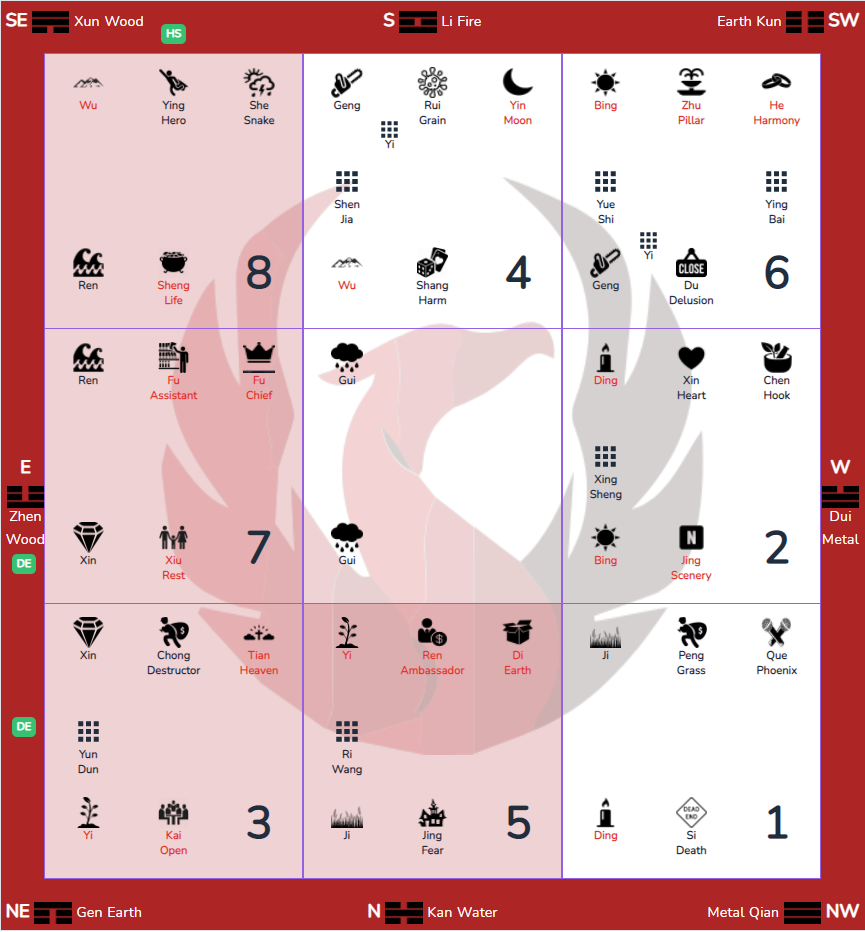 SE Xun Wood S Li Fire Earth Kun SW
HS
Wu Ying Hero She Snake
Geng Rui Grain Yin Moon
Yi
Bing Zhu Pillar He Harmony
Shen Jia
Yue Shi Ying Bai
Yi
Ren Sheng Life 8
Wu Shang Harm 4
Geng CLOSE Du Delusion 6
Ren Fu Assistant Fu Chief
Gui
Ding Xin Heart Chen Hook
E
Zhen
Wood
DE
W
Dui
Metal
Xing Sheng
Xin Xiu Rest 7
Gui
Bing N Jing Scenery 2
Xin Chong Destructor Tian Heaven
Yi Ren Ambassador Di Earth
Ji Peng Grass Que Phoenix
DE
Yun Dun
Ri Wang
Yi Kai Open 3
Ji Jing Fear 5
Ding DEAD END Si Death 1
NE Gen Earth N Kan Water Metal Qian NW